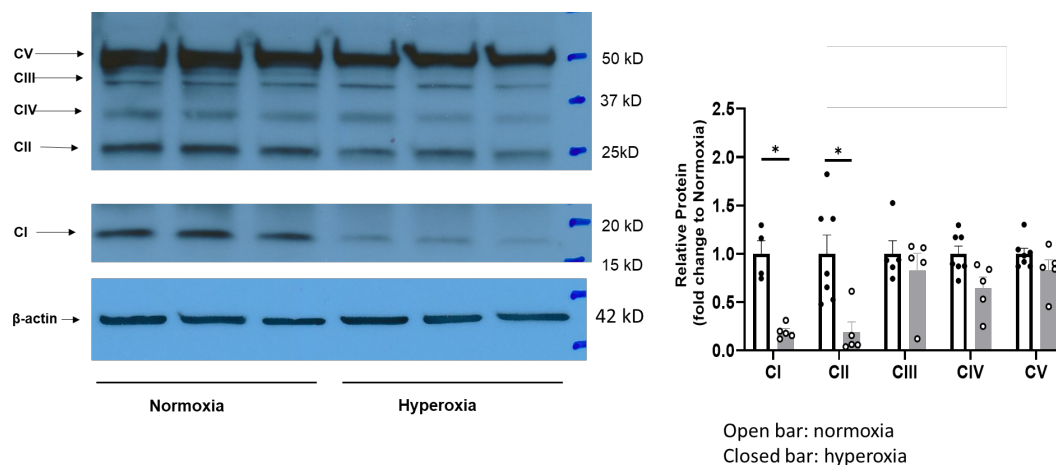 CV
CIII
CIV
CII
50 kD
37 kD
25kD
CI
20 kD
15 kD
β-actin
42 kD
Normoxia
Hyperoxia
Relative Protein
(fold change to Normoxia)
2.5
2.0
1.5
1.0
0.5
0.0
*
*
CI
CII
CIII
CIV
CV
Open bar: normoxia
Closed bar: hyperoxia